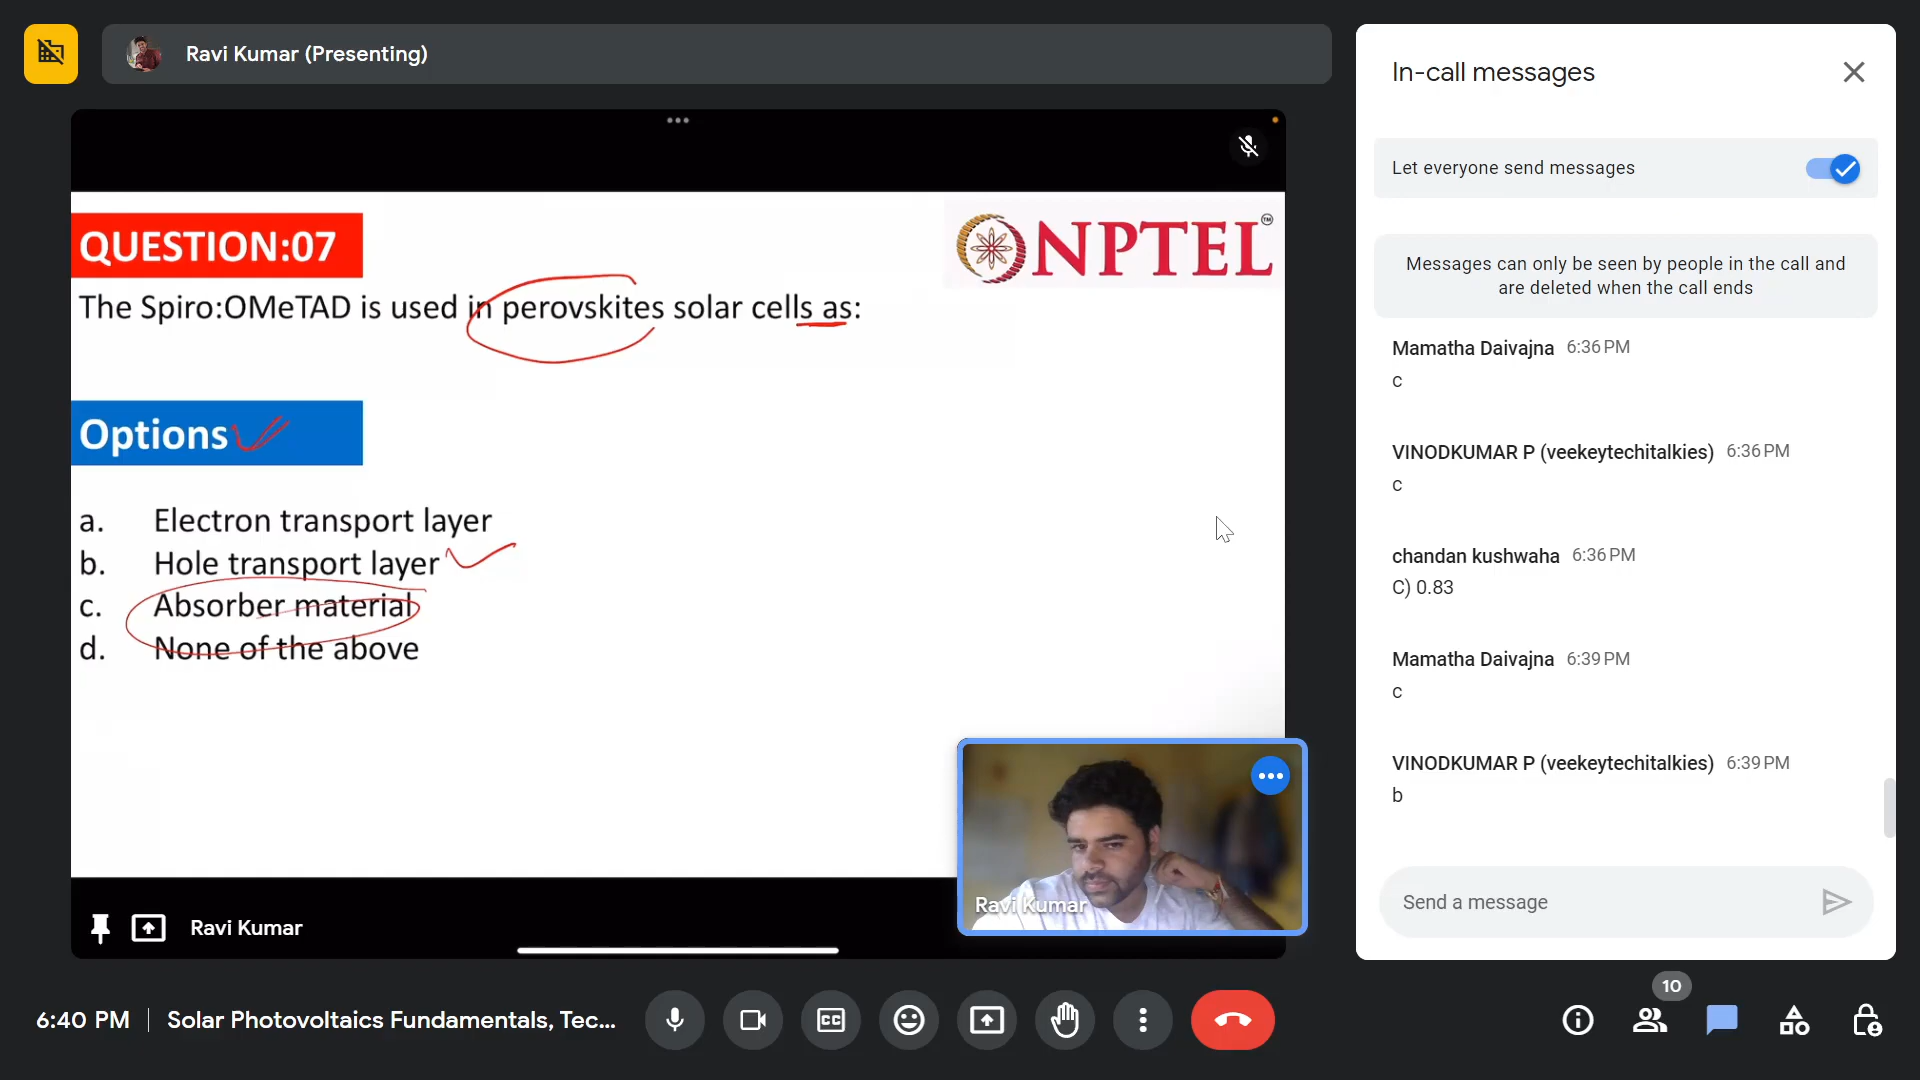 Ravi Kumar (Presenting)
QUESTION:07
NPTEL
TM
The Spiro:OMeTAD is used in perovskites solar cells as:
Options
a. Electron transport layer
b. Hole transport layer
c. Absorber material
d. None of the above
Ravi Kumar
Ravi Kumar
6:40 PM
Solar Photovoltaics Fundamentals, Tec...
CC
10
In-call messages
Let everyone send messages
Messages can only be seen by people in the call and
are deleted when the call ends
Mamatha Daivajna 6:36 PM
c
VINODKUMAR P (veekeytechitalkies) 6:36 PM
c
chandan kushwaha 6:36 PM
C) 0.83
Mamatha Daivajna 6:39 PM
c
VINODKUMAR P (veekeytechitalkies) 6:39 PM
b
Send a message